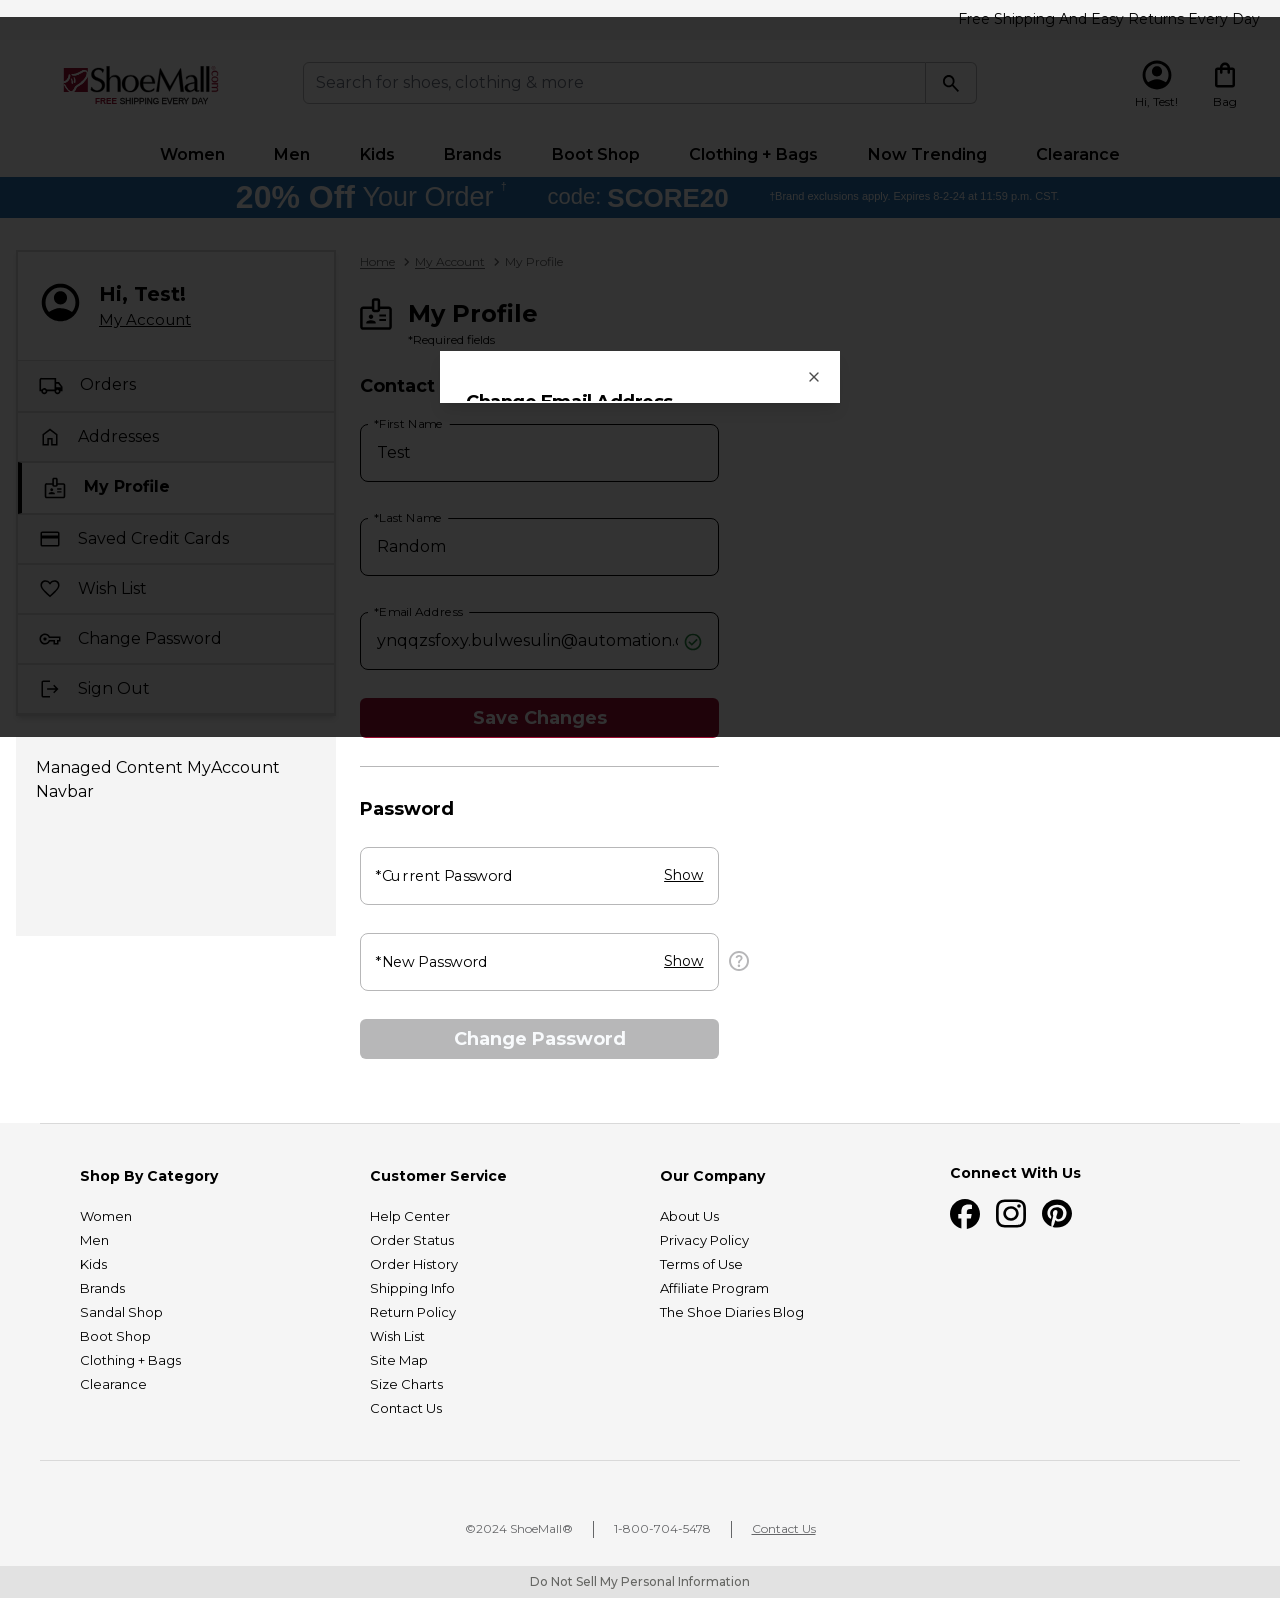 Free Shipping And Easy Returns Every Day
ShoeMall.com
FREE SHIPPING EVERY DAY
Search for shoes, clothing & more
Hi, Test!
Bag
Women
Men
Kids
Brands
Boot Shop
Clothing + Bags
Now Trending
Clearance
20% Off Your Order † code: SCORE20 †Brand exclusions apply. Expires 8-2-24 at 11:59 p.m. CST.
Hi, Test!
My Account
Orders
Addresses
My Profile
Saved Credit Cards
Wish List
Change Password
Sign Out
Managed Content MyAccount
Navbar
Home > My Account > My Profile
My Profile
*Required fields
Contact
Change Email Address
*First Name
Test
*Last Name
Random
*Email Address
ynqqzsfoxy.bulwesulin@automation.c
Save Changes
Password
*Current Password
Show
*New Password
Show
Change Password
Shop By Category
Women
Men
Kids
Brands
Sandal Shop
Boot Shop
Clothing + Bags
Clearance
Customer Service
Help Center
Order Status
Order History
Shipping Info
Return Policy
Wish List
Site Map
Size Charts
Contact Us
Our Company
About Us
Privacy Policy
Terms of Use
Affiliate Program
The Shoe Diaries Blog
Connect With Us
©2024 ShoeMall®
1-800-704-5478
Contact Us
Do Not Sell My Personal Information